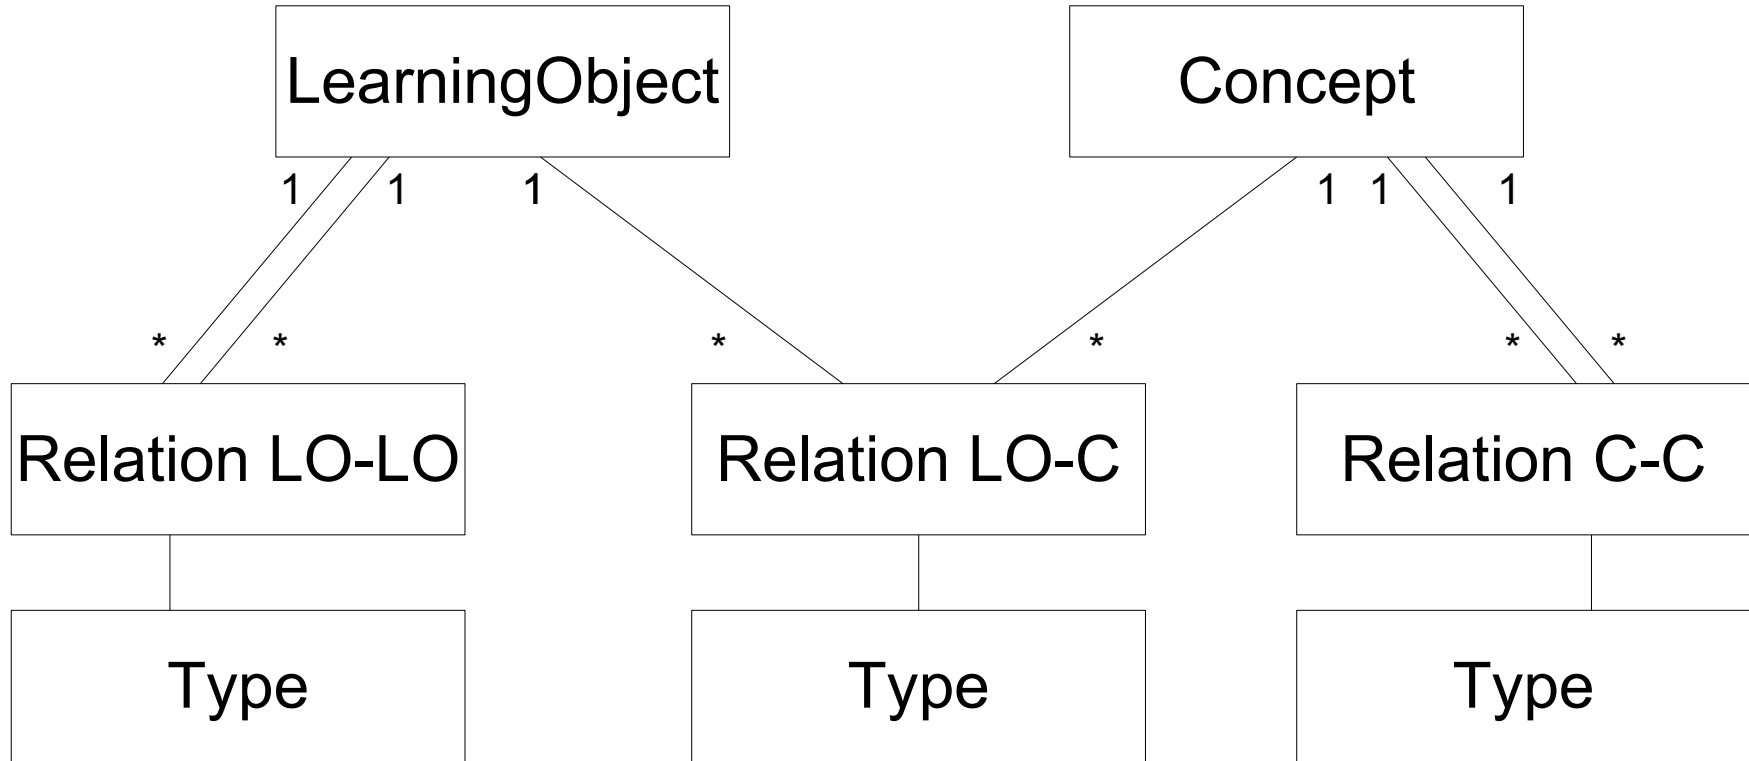 LearningObject
Concept
1
1
1
1
1
1
*
*
*
*
*
*
Relation LO-LO
Relation LO-C
Relation C-C
Type
Type
Type